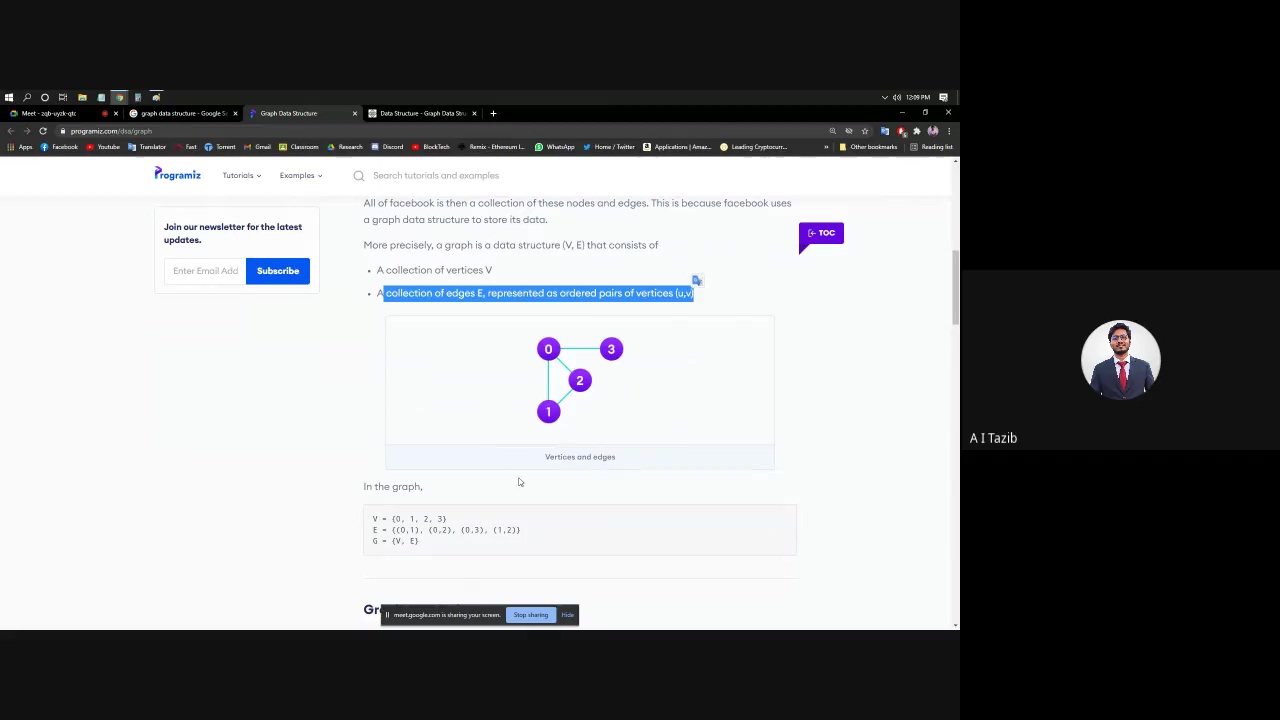 12:09 PM
Meet - zqb-uyzk-qtc
graph data structure - Google S
Graph Data Structure
Data Structure - Graph Data Stru
programiz.com/dsa/graph
Apps Facebook Youtube Translator Fast Torrent Gmail Classroom Research Discord BlockTech Remix - Ethereum I... WhatsApp Home / Twitter Applications | Amaz... Leading Cryptocurr... » Other bookmarks Reading list
Programiz Tutorials Examples Search tutorials and examples
All of facebook is then a collection of these nodes and edges. This is because facebook uses
a graph data structure to store its data.
Join our newsletter for the latest
updates.
Enter Email Add Subscribe
TOC
More precisely, a graph is a data structure (V, E) that consists of
• A collection of vertices V
• A collection of edges E, represented as ordered pairs of vertices (u,v)
0 3
2
1
Vertices and edges
In the graph,
V = {0, 1, 2, 3}
E = {(0,1), (0,2), (0,3), (1,2)}
G = {V, E}
meet.google.com is sharing your screen. Stop sharing Hide
A I Tazib